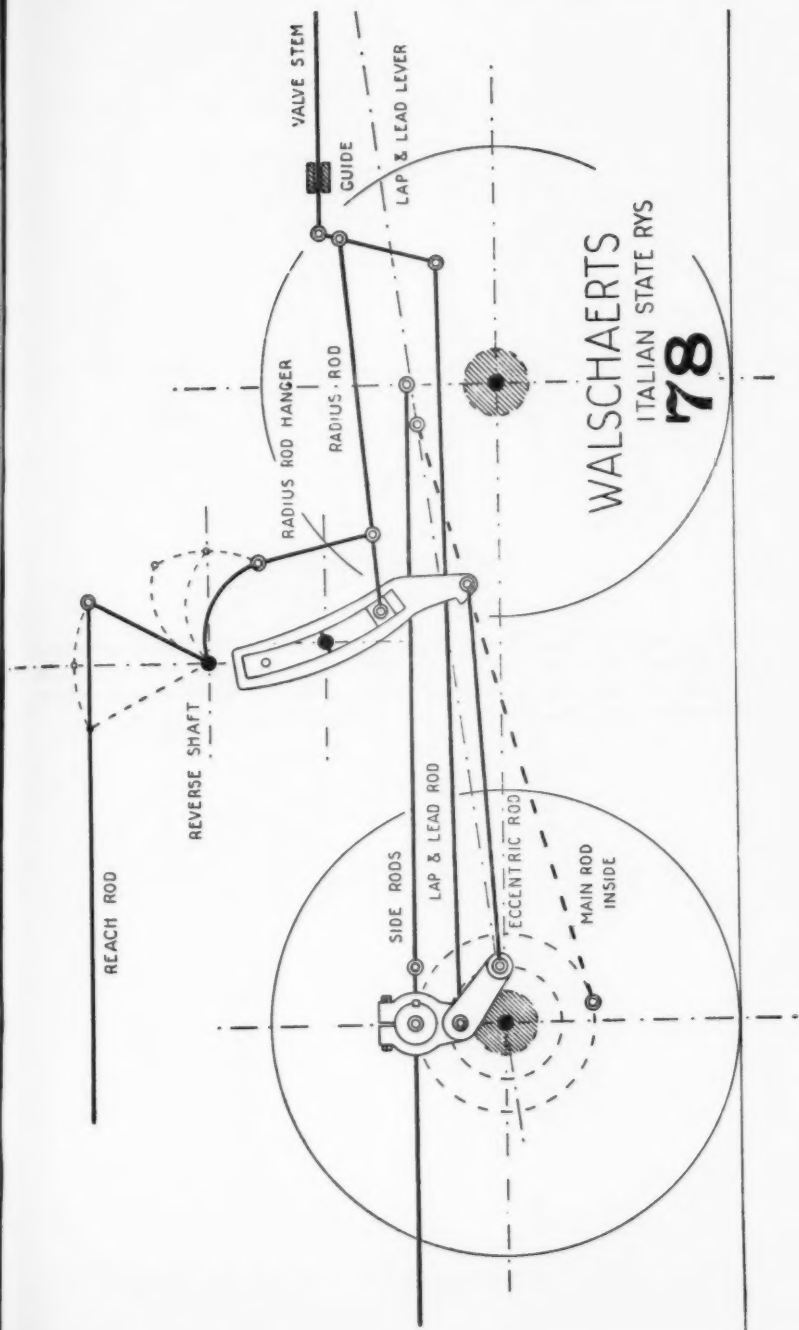 REACH ROD
REVERSE SHAFT
RADIUS ROD HANGER
RADIUS ROD
VALVE STEM
GUIDE
LAP & LEAD LEVER
SIDE RODS
LAP & LEAD ROD
ECCENTRIC ROD
MAIN ROD
INSIDE
WALSCHAERTS
ITALIAN STATE RYS
78